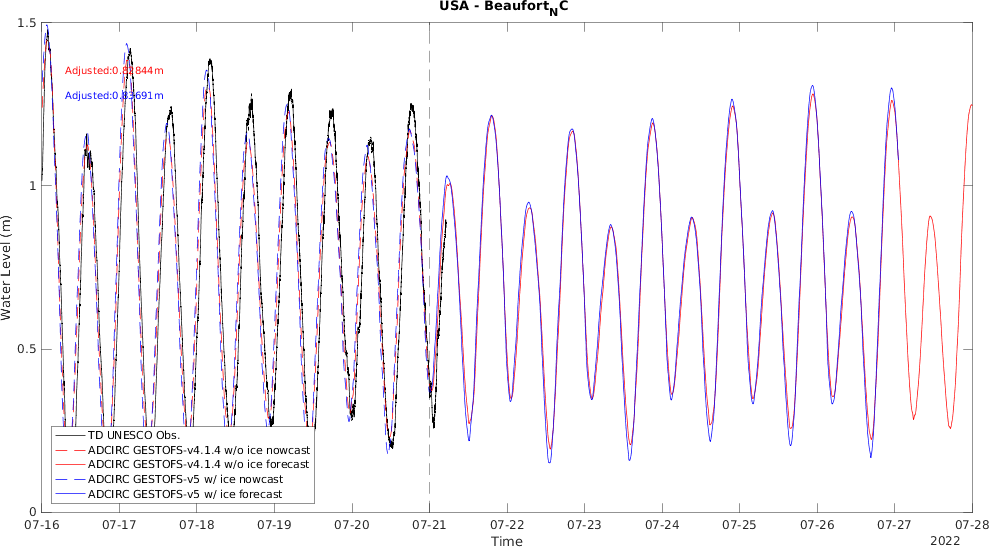 USA - BeaufortNC
1.5
1
0.5
0
Water Level (m)
Adjusted:0.82844m
Adjusted:0.83691m
TD UNESCO Obs.
ADCIRC GESTOFS-v4.1.4 w/o ice nowcast
ADCIRC GESTOFS-v4.1.4 w/o ice forecast
ADCIRC GESTOFS-v5 w/ ice nowcast
ADCIRC GESTOFS-v5 w/ ice forecast
07-16 07-17 07-18 07-19 07-20 07-21 07-22 07-23 07-24 07-25 07-26 07-27 07-28
Time
2022